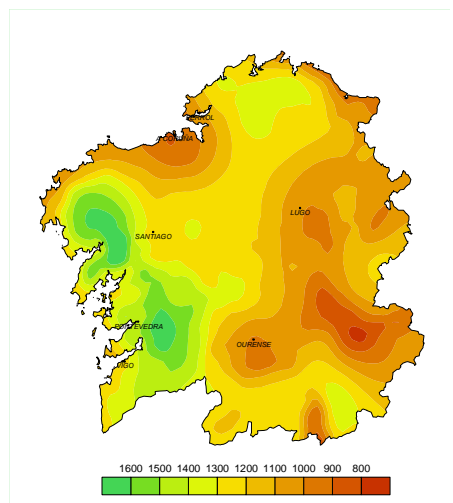 FERROL
A CORUÑA
LUGO
SANTIAGO
PONTEVEDRA
OURENSE
VIGO
1600 1500 1400 1300 1200 1100 1000 900 800